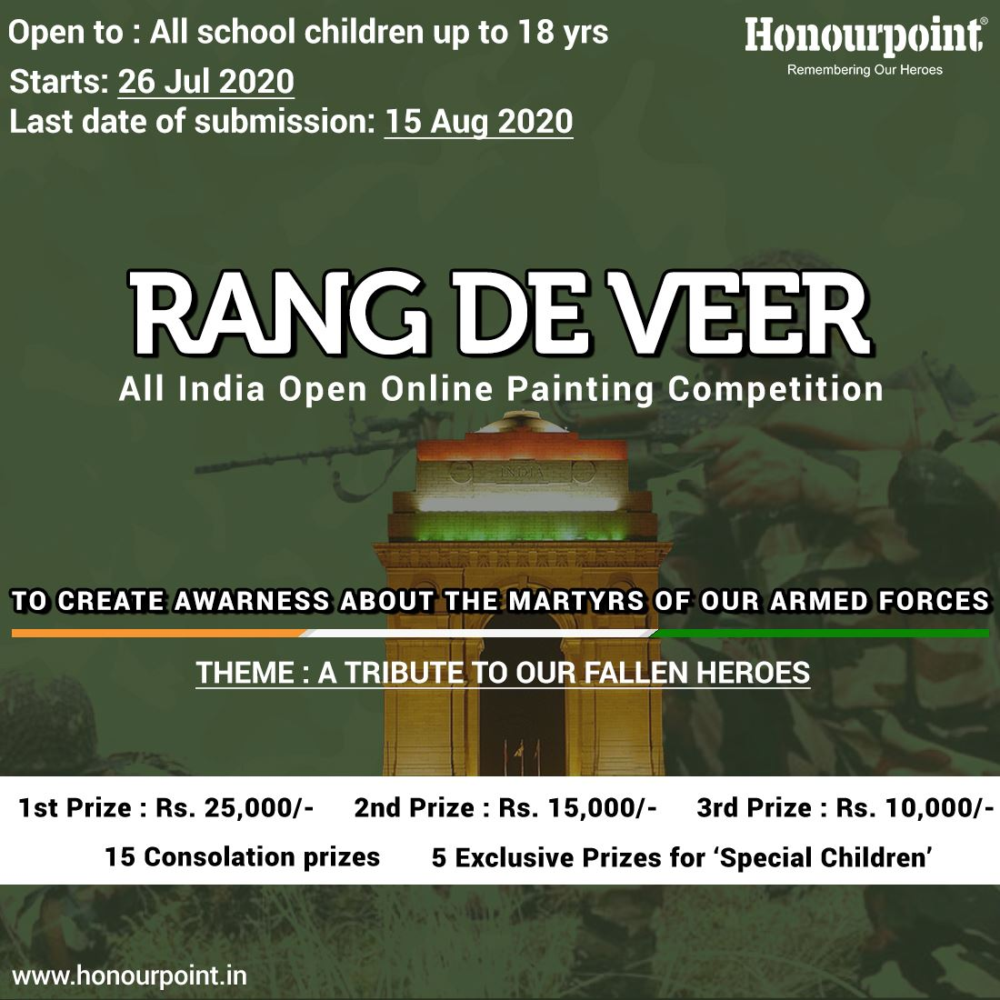 Open to : All school children up to 18 yrs
Starts: 26 Jul 2020
Last date of submission: 15 Aug 2020
Honourpoint®
Remembering Our Heroes
RANG DE VEER
All India Open Online Painting Competition
INDIA
TO CREATE AWARNESS ABOUT THE MARTYRS OF OUR ARMED FORCES
THEME : A TRIBUTE TO OUR FALLEN HEROES
1st Prize : Rs. 25,000/- 2nd Prize : Rs. 15,000/- 3rd Prize : Rs. 10,000/-
15 Consolation prizes 5 Exclusive Prizes for ‘Special Children’
www.honourpoint.in